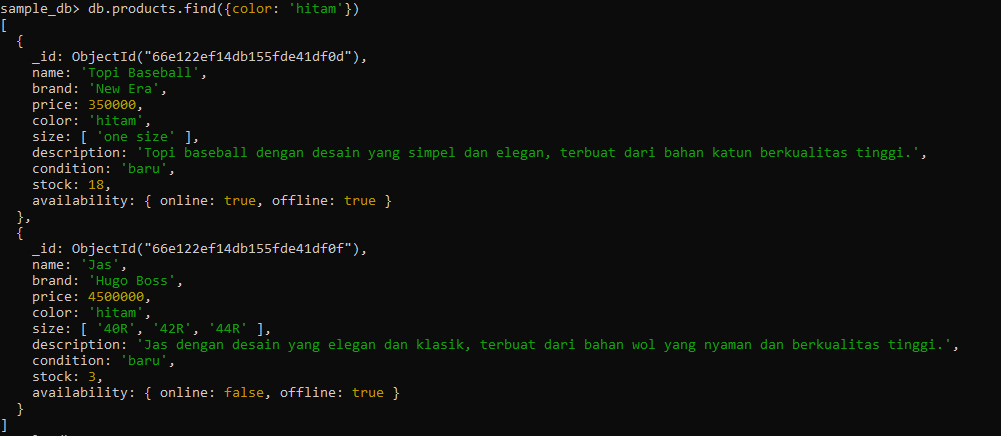 sample_db> db.products.find({color: 'hitam'})
[
  {
    _id: ObjectId("66e122ef14db155fde41df0d"),
    name: 'Topi Baseball',
    brand: 'New Era',
    price: 350000,
    color: 'hitam',
    size: [ 'one size' ],
    description: 'Topi baseball dengan desain yang simpel dan elegan, terbuat dari bahan katun berkualitas tinggi.',
    condition: 'baru',
    stock: 18,
    availability: { online: true, offline: true }
  },
  {
    _id: ObjectId("66e122ef14db155fde41df0f"),
    name: 'Jas',
    brand: 'Hugo Boss',
    price: 4500000,
    color: 'hitam',
    size: [ '40R', '42R', '44R' ],
    description: 'Jas dengan desain yang elegan dan klasik, terbuat dari bahan wol yang nyaman dan berkualitas tinggi.',
    condition: 'baru',
    stock: 3,
    availability: { online: false, offline: true }
  }
]